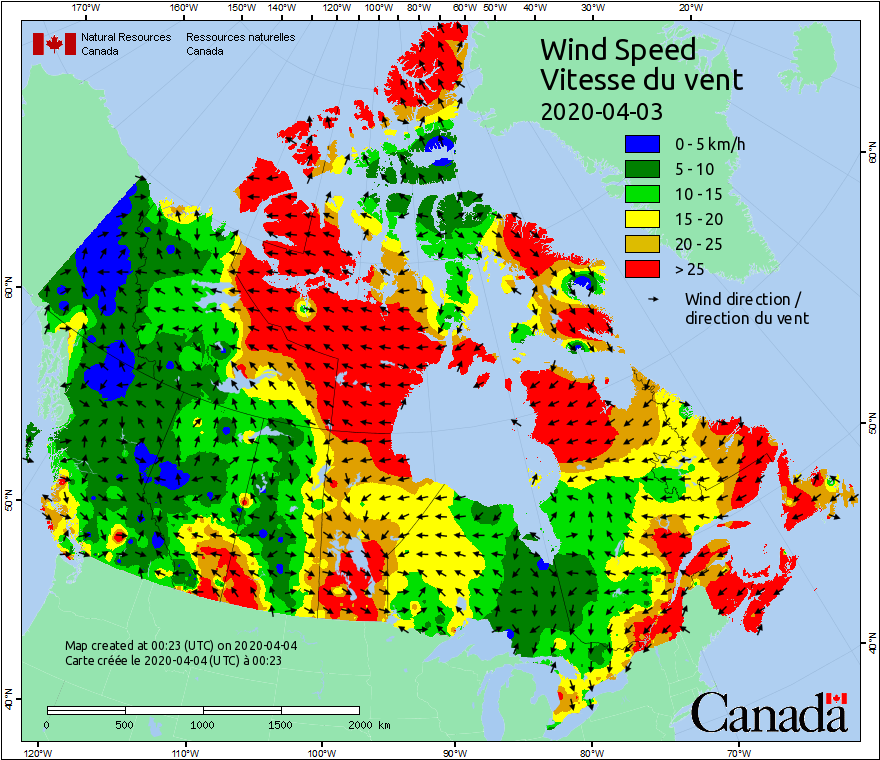 170°W 160°W 150°W 140°W 130°W 120°W 110°W 100°W 90°W 80°W 70°W 60°W 50°W 40°W 30°W 20°W
Natural Resources Ressources naturelles
Canada Canada
Wind Speed
Vitesse du vent
2020-04-03
0 - 5 km/h
5 - 10
10 - 15
15 - 20
20 - 25
> 25
Wind direction /
direction du vent
60°N
60°N
50°N
50°N
40°N
40°N
Map created at 00:23 (UTC) on 2020-04-04
Carte créée le 2020-04-04 (UTC) à 00:23
0 500 1000 1500 2000 km
Canada
120°W 110°W 100°W 90°W 80°W 70°W